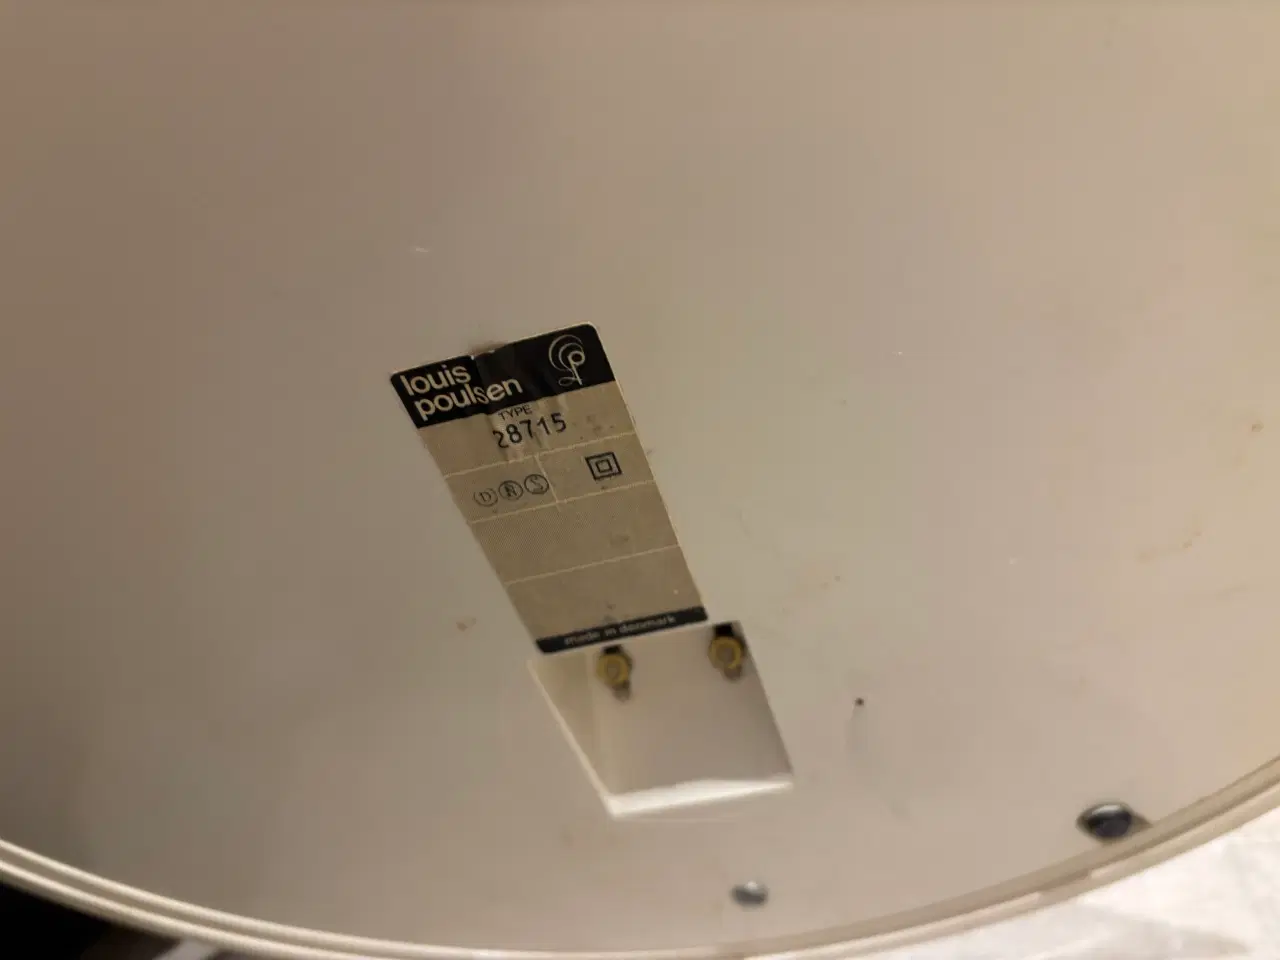 louis
poulsen
TYPE
28715
D N S
made in denmark